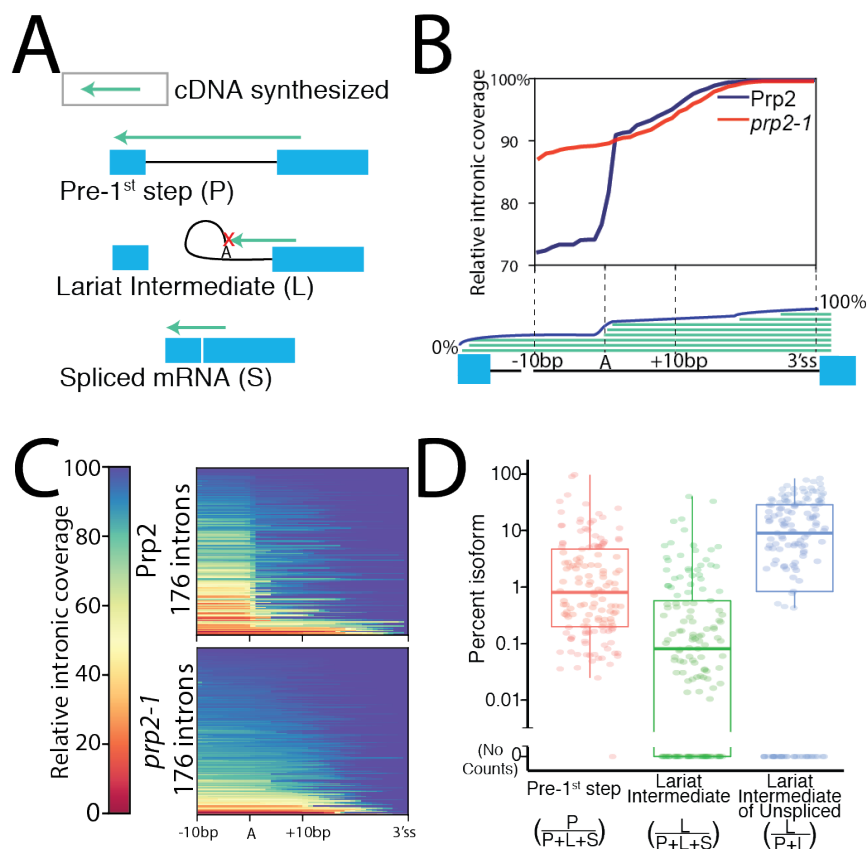 A
cDNA synthesized
Pre-1st step (P)
X
A
Lariat Intermediate (L)
Spliced mRNA (S)
B
Relative intronic coverage
100%
90
80
70
Prp2
prp2-1
0%
100%
-10bp
A
+10bp
3'ss
C
Relative intronic coverage
100
80
60
40
20
0
Prp2
176 introns
prp2-1
176 introns
-10bp
A
+10bp
3'ss
D
Percent isoform
100
10
1
0.1
0.01
0
(No
Counts)
Pre-1st step
(P
P+L+S)
Lariat
Intermediate
(L
P+L+S)
Lariat
Intermediate
of Unspliced
(L
P+L)